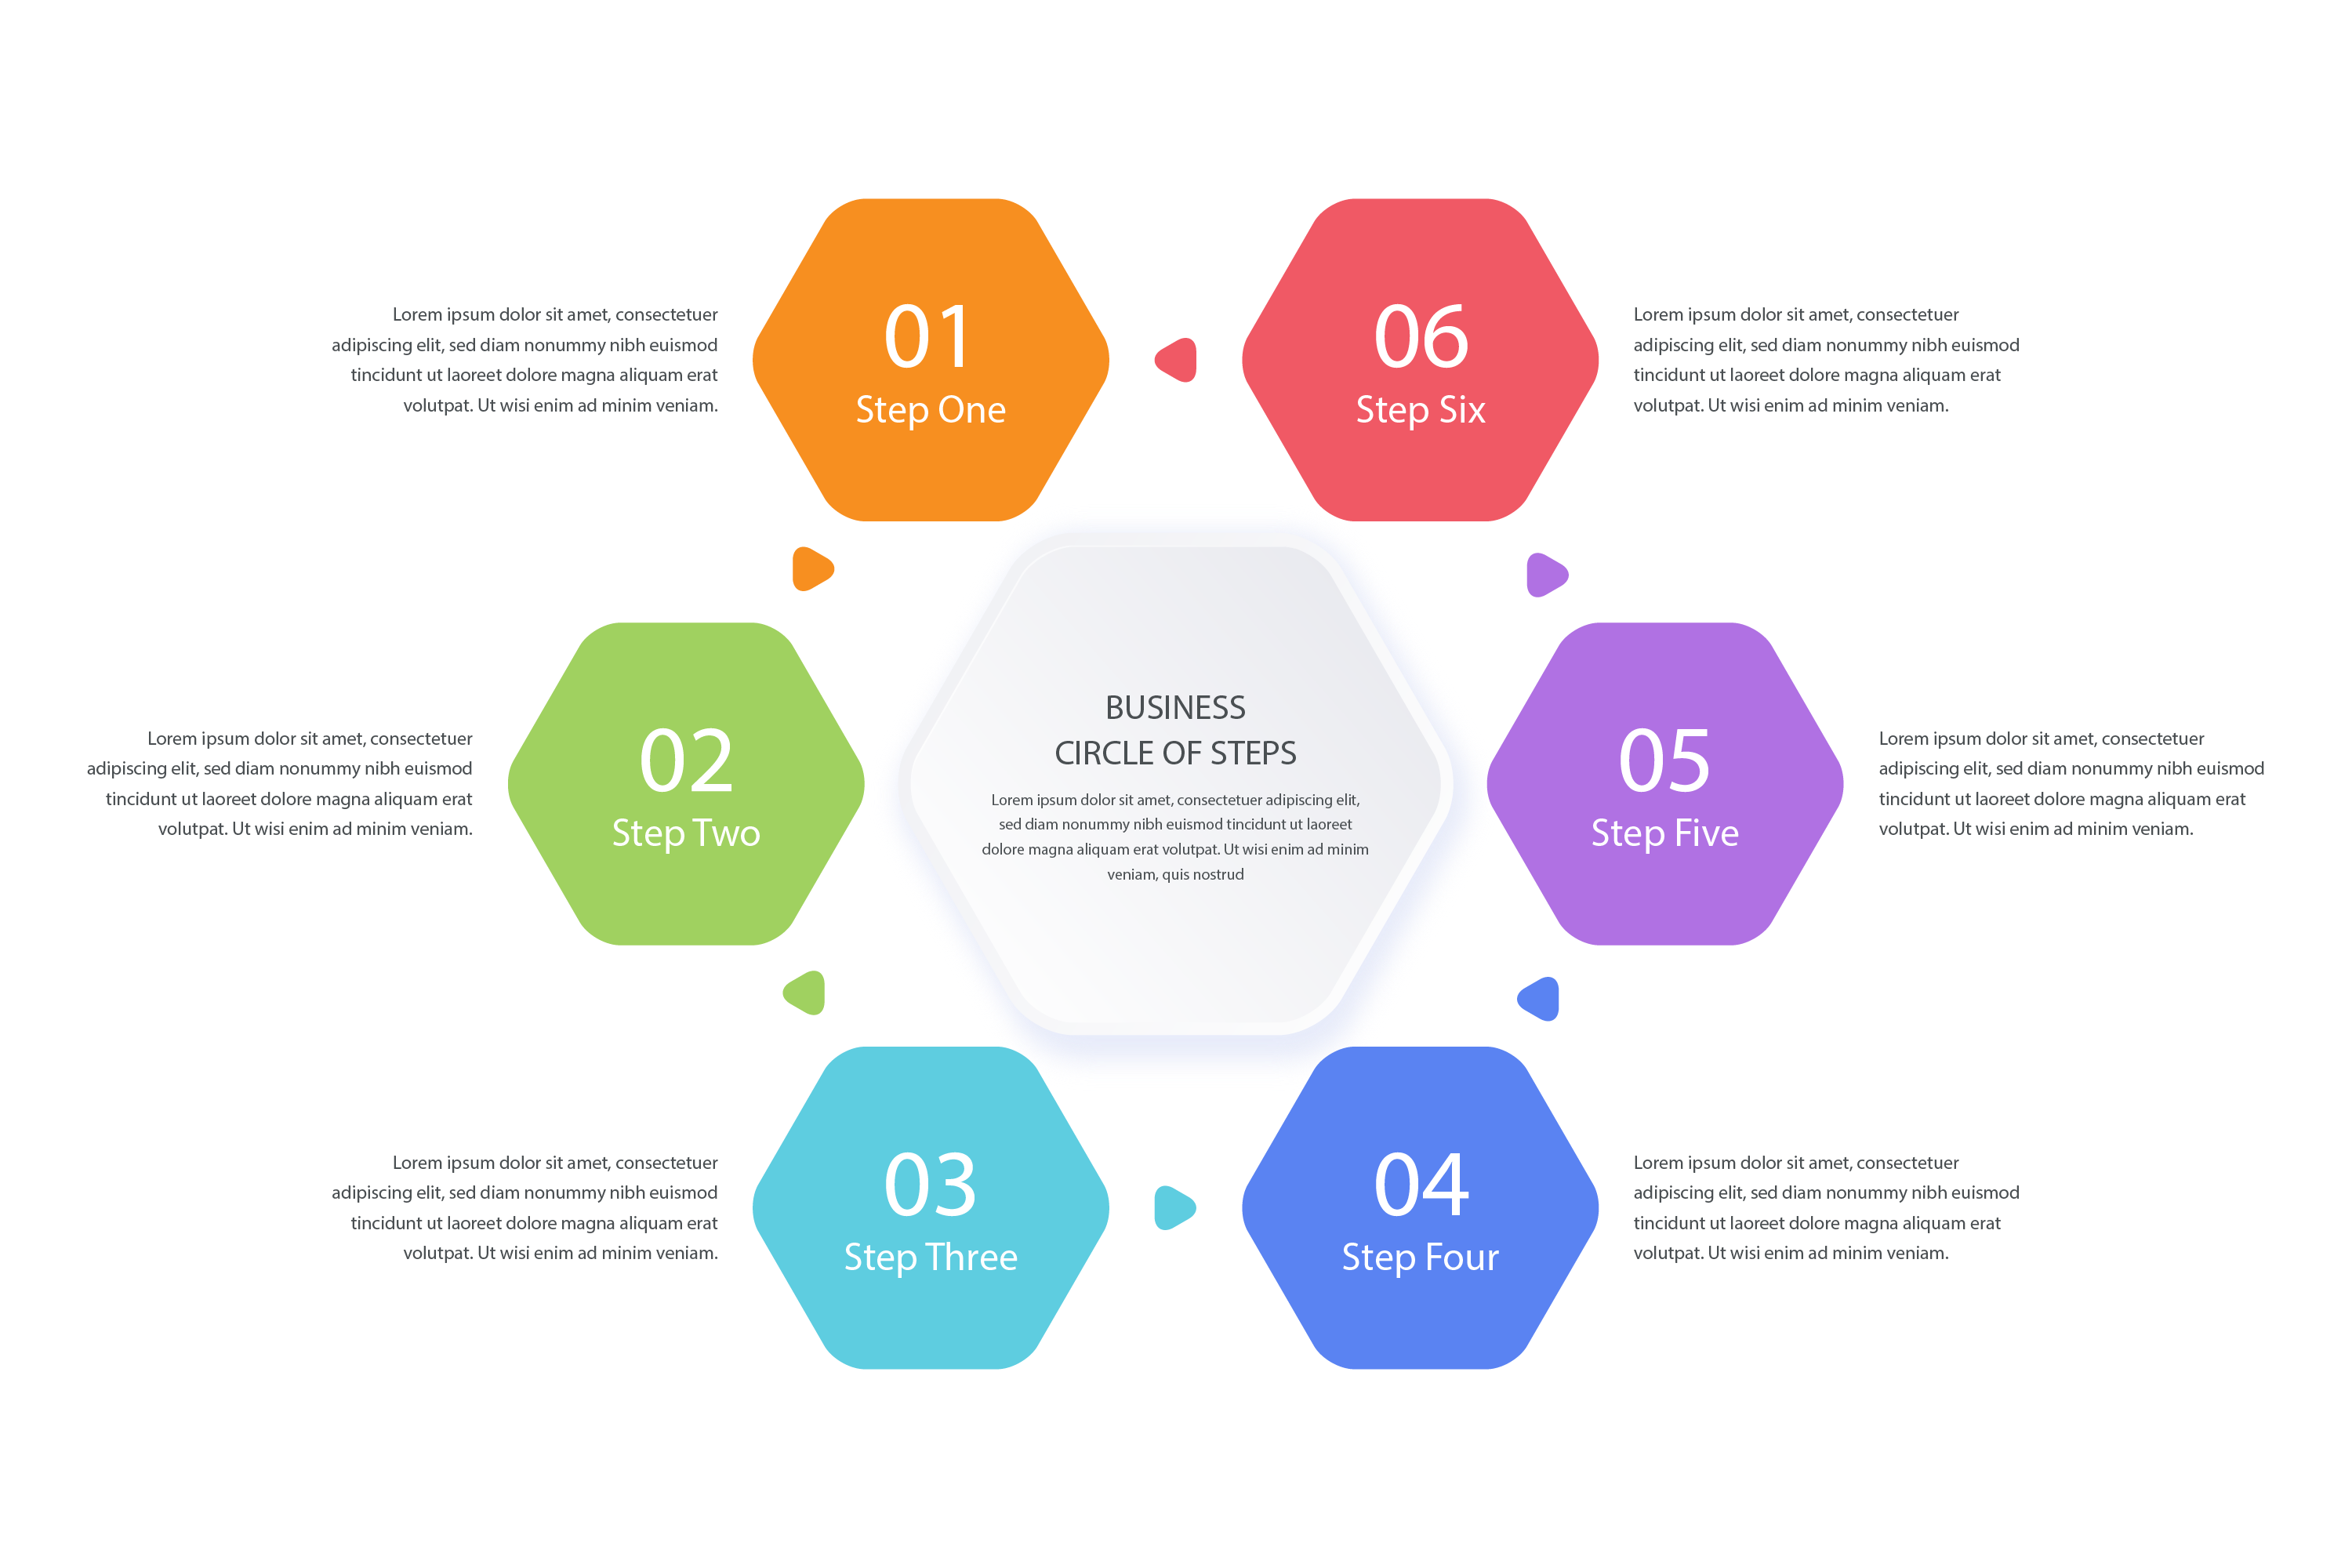 01
Step One
Lorem ipsum dolor sit amet, consectetuer
adipiscing elit, sed diam nonummy nibh euismod
tincidunt ut laoreet dolore magna aliquam erat
volutpat. Ut wisi enim ad minim veniam.
02
Step Two
Lorem ipsum dolor sit amet, consectetuer
adipiscing elit, sed diam nonummy nibh euismod
tincidunt ut laoreet dolore magna aliquam erat
volutpat. Ut wisi enim ad minim veniam.
03
Step Three
Lorem ipsum dolor sit amet, consectetuer
adipiscing elit, sed diam nonummy nibh euismod
tincidunt ut laoreet dolore magna aliquam erat
volutpat. Ut wisi enim ad minim veniam.
04
Step Four
Lorem ipsum dolor sit amet, consectetuer
adipiscing elit, sed diam nonummy nibh euismod
tincidunt ut laoreet dolore magna aliquam erat
volutpat. Ut wisi enim ad minim veniam.
05
Step Five
Lorem ipsum dolor sit amet, consectetuer
adipiscing elit, sed diam nonummy nibh euismod
tincidunt ut laoreet dolore magna aliquam erat
volutpat. Ut wisi enim ad minim veniam.
06
Step Six
Lorem ipsum dolor sit amet, consectetuer
adipiscing elit, sed diam nonummy nibh euismod
tincidunt ut laoreet dolore magna aliquam erat
volutpat. Ut wisi enim ad minim veniam.
BUSINESS
CIRCLE OF STEPS
Lorem ipsum dolor sit amet, consectetuer adipiscing elit,
sed diam nonummy nibh euismod tincidunt ut laoreet
dolore magna aliquam erat volutpat. Ut wisi enim ad minim
veniam, quis nostrud